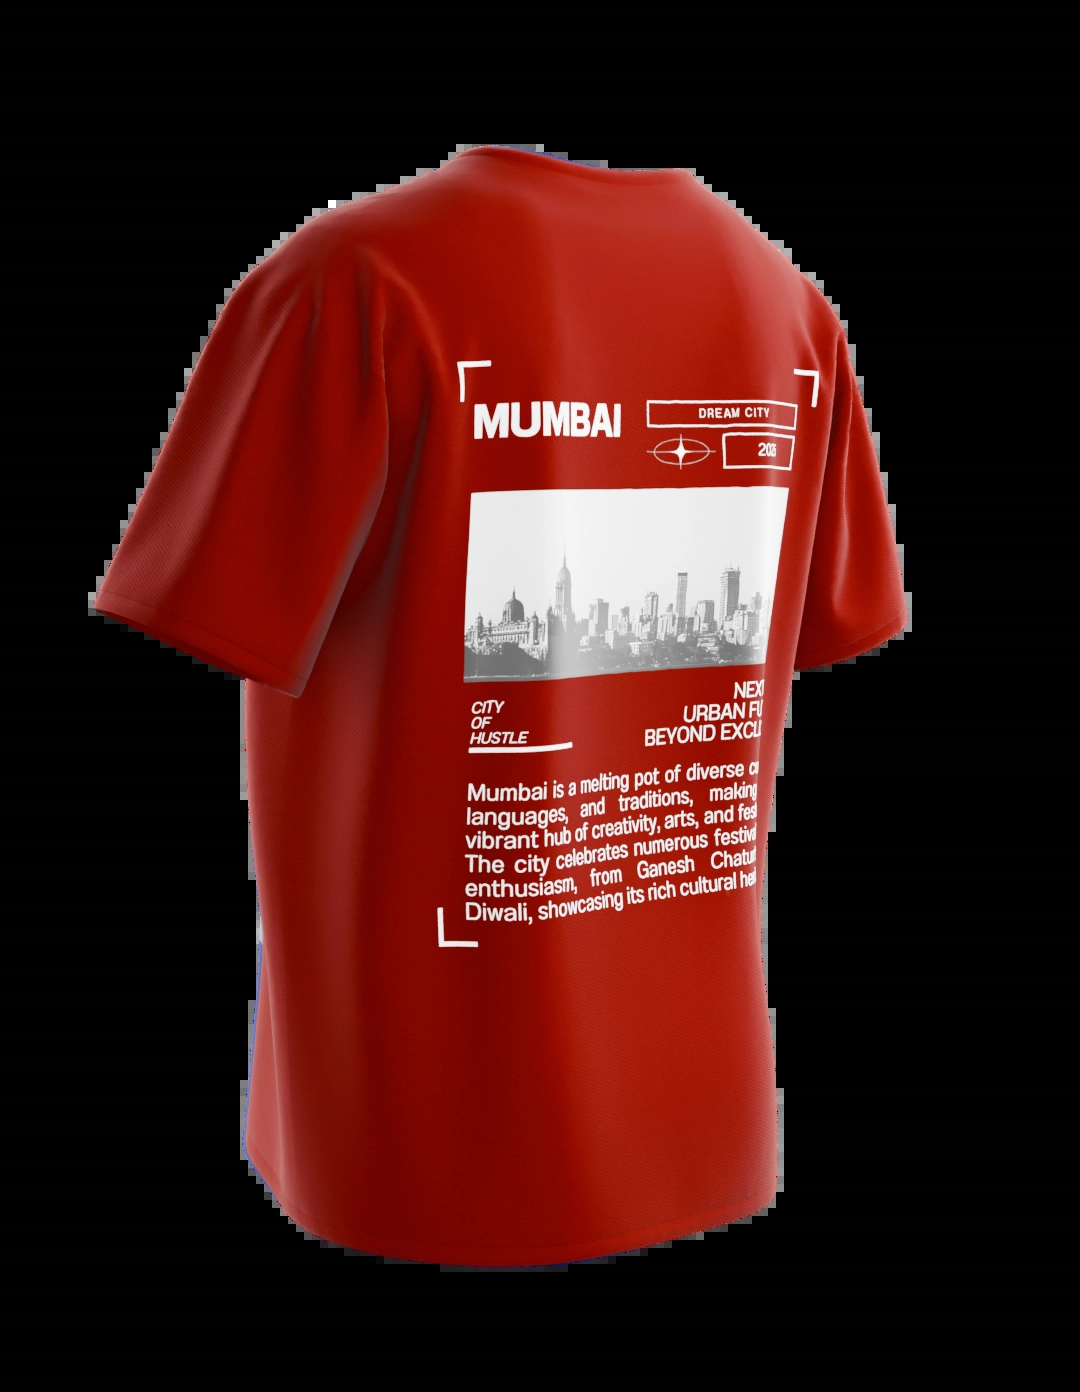 MUMBAI
DREAM CITY
CITY
OF
HUSTLE
URBAN
BEYOND
Mumbai is a melting pot of diverse
languages, and traditions, making
vibrant hub of creativity, arts, and
The city celebrates numerous
enthusiasm, from Ganesh
Diwali, showcasing its rich cultural